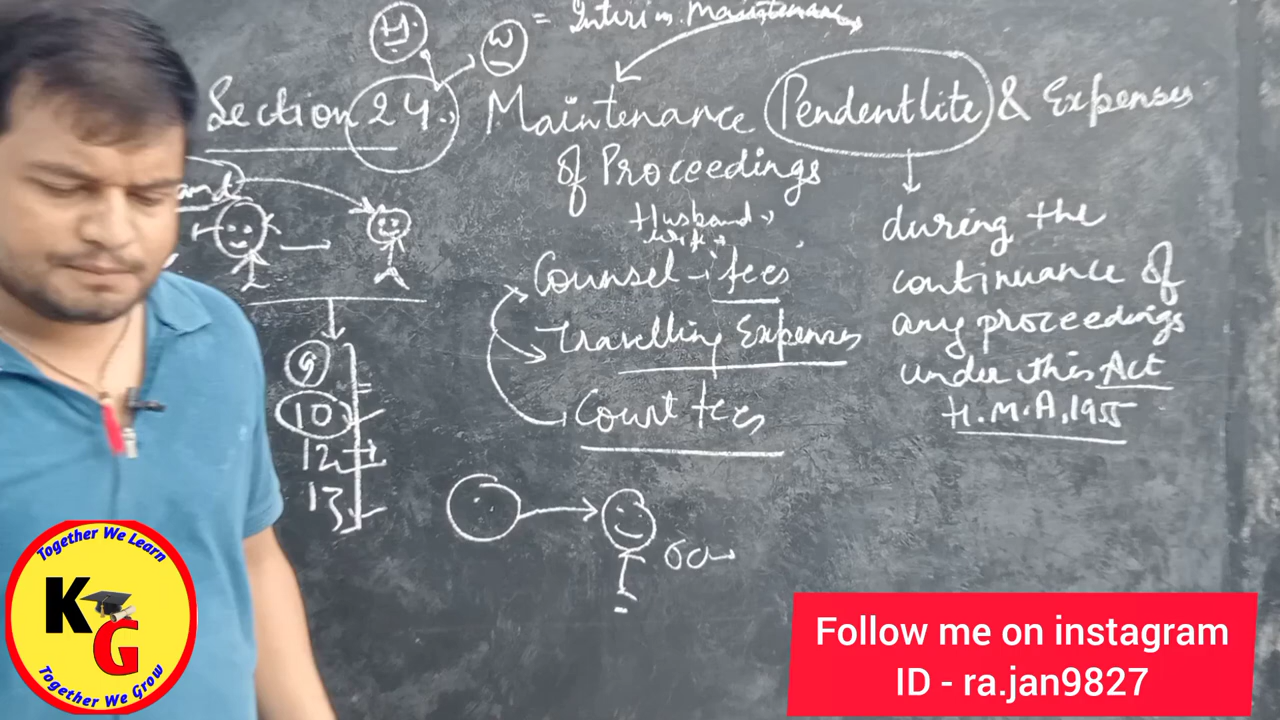 H W = Interim Maintenance
Section 24. Maintenance Pendentlite & Expenses
of Proceedings
and
Husband
wife
Counsel - fees
Travelling Expenses
Court fees
during the
continuance of
any proceedings
under this Act
H.M.A, 1955
9
10
12
13
Together We Learn
KG
Together We Grow
Follow me on instagram
ID - ra.jan9827